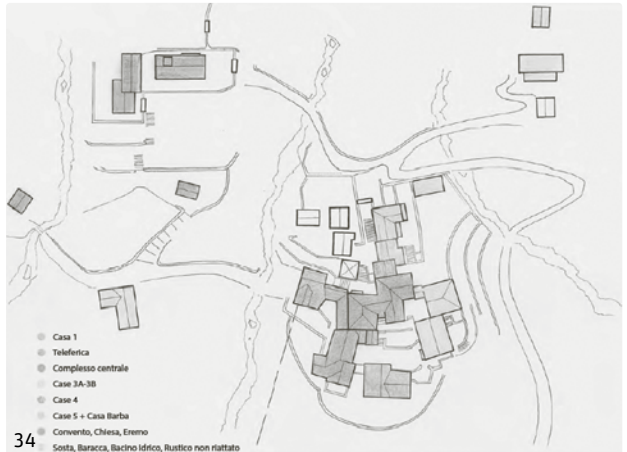 Casa 1
Teleferica
Complesso centrale
Case 3A-3B
Case 4
Case 5 + Casa Barba
Convento, Chiesa, Eremo
Sosta, Baracca, Bacino Idrico, Rustico non riattato
34